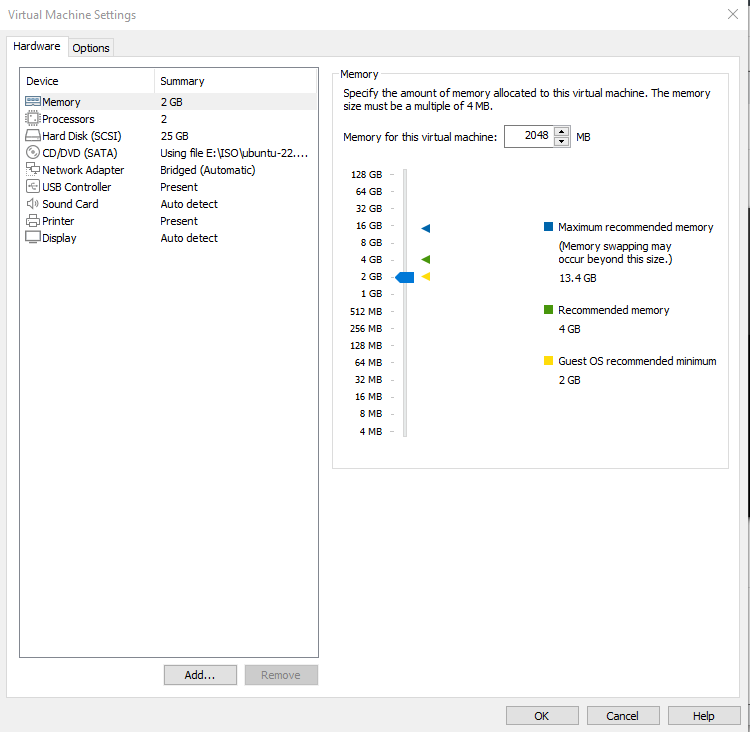 Virtual Machine Settings
Hardware
Options
Device Summary
Memory 2 GB
Processors 2
Hard Disk (SCSI) 25 GB
CD/DVD (SATA) Using file E:\ISO\ubuntu-22....
Network Adapter Bridged (Automatic)
USB Controller Present
Sound Card Auto detect
Printer Present
Display Auto detect
Add...
Remove
Memory
Specify the amount of memory allocated to this virtual machine. The memory
size must be a multiple of 4 MB.
Memory for this virtual machine: 2048 MB
128 GB
64 GB
32 GB
16 GB
8 GB
4 GB
2 GB
1 GB
512 MB
256 MB
128 MB
64 MB
32 MB
16 MB
8 MB
4 MB
Maximum recommended memory
(Memory swapping may
occur beyond this size.)
13.4 GB
Recommended memory
4 GB
Guest OS recommended minimum
2 GB
OK
Cancel
Help